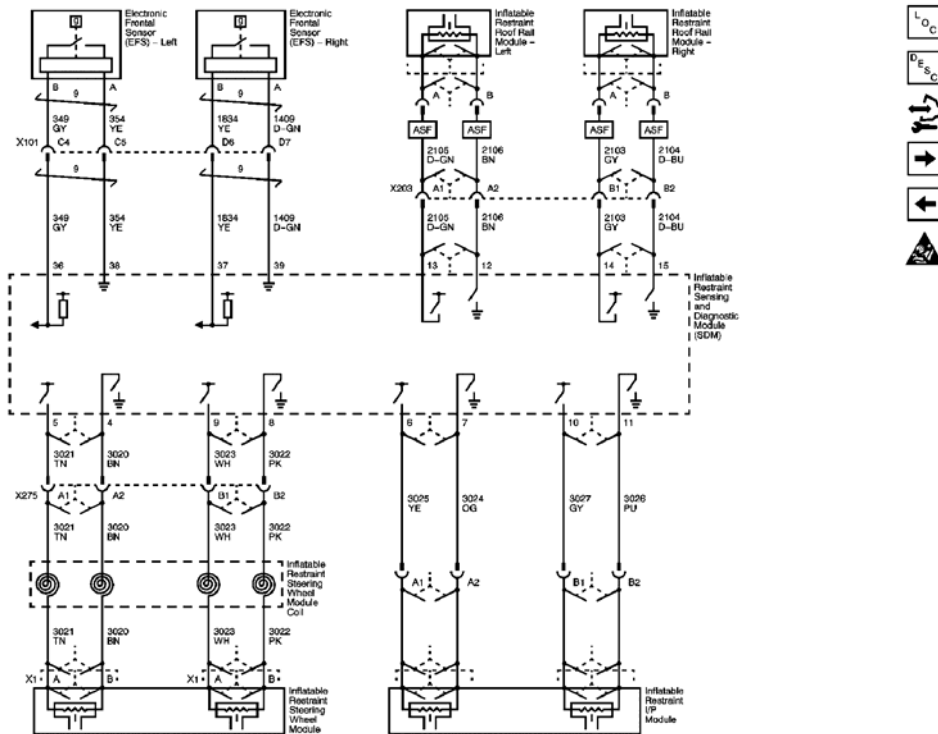 Electronic
Frontal
Sensor
(EFS) – Left
Electronic
Frontal
Sensor
(EFS) – Right
Inflatable
Restraint
Roof Rail
Module –
Left
Inflatable
Restraint
Roof Rail
Module –
Right
LOC
DESC
B A B A
A B A B
9 9
349 GY 354 YE 1834 YE 1409 D-GN
ASF ASF ASF ASF
X101 C4 C5 D6 D7
2105 D-GN 2106 BN 2103 GY 2104 D-BU
9 9
X203 A1 A2 B1 B2
349 GY 354 YE 1834 YE 1409 D-GN
2105 D-GN 2106 BN 2103 GY 2104 D-BU
36 38 37 39 13 12 14 15
Inflatable
Restraint
Sensing
and
Diagnostic
Module
(SDM)
5 4 9 8 6 7 10 11
3021 TN 3020 BN 3023 WH 3022 PK
X275 A1 A2 B1 B2
3025 YE 3024 OG 3027 GY 3026 PU
3021 TN 3020 BN 3023 WH 3022 PK
Inflatable
Restraint
Steering
Wheel
Module
Coil
A1 A2 B1 B2
3021 TN 3020 BN 3023 WH 3022 PK
X1 A B X1 A B
Inflatable
Restraint
Steering
Wheel
Module
Inflatable
Restraint
I/P
Module